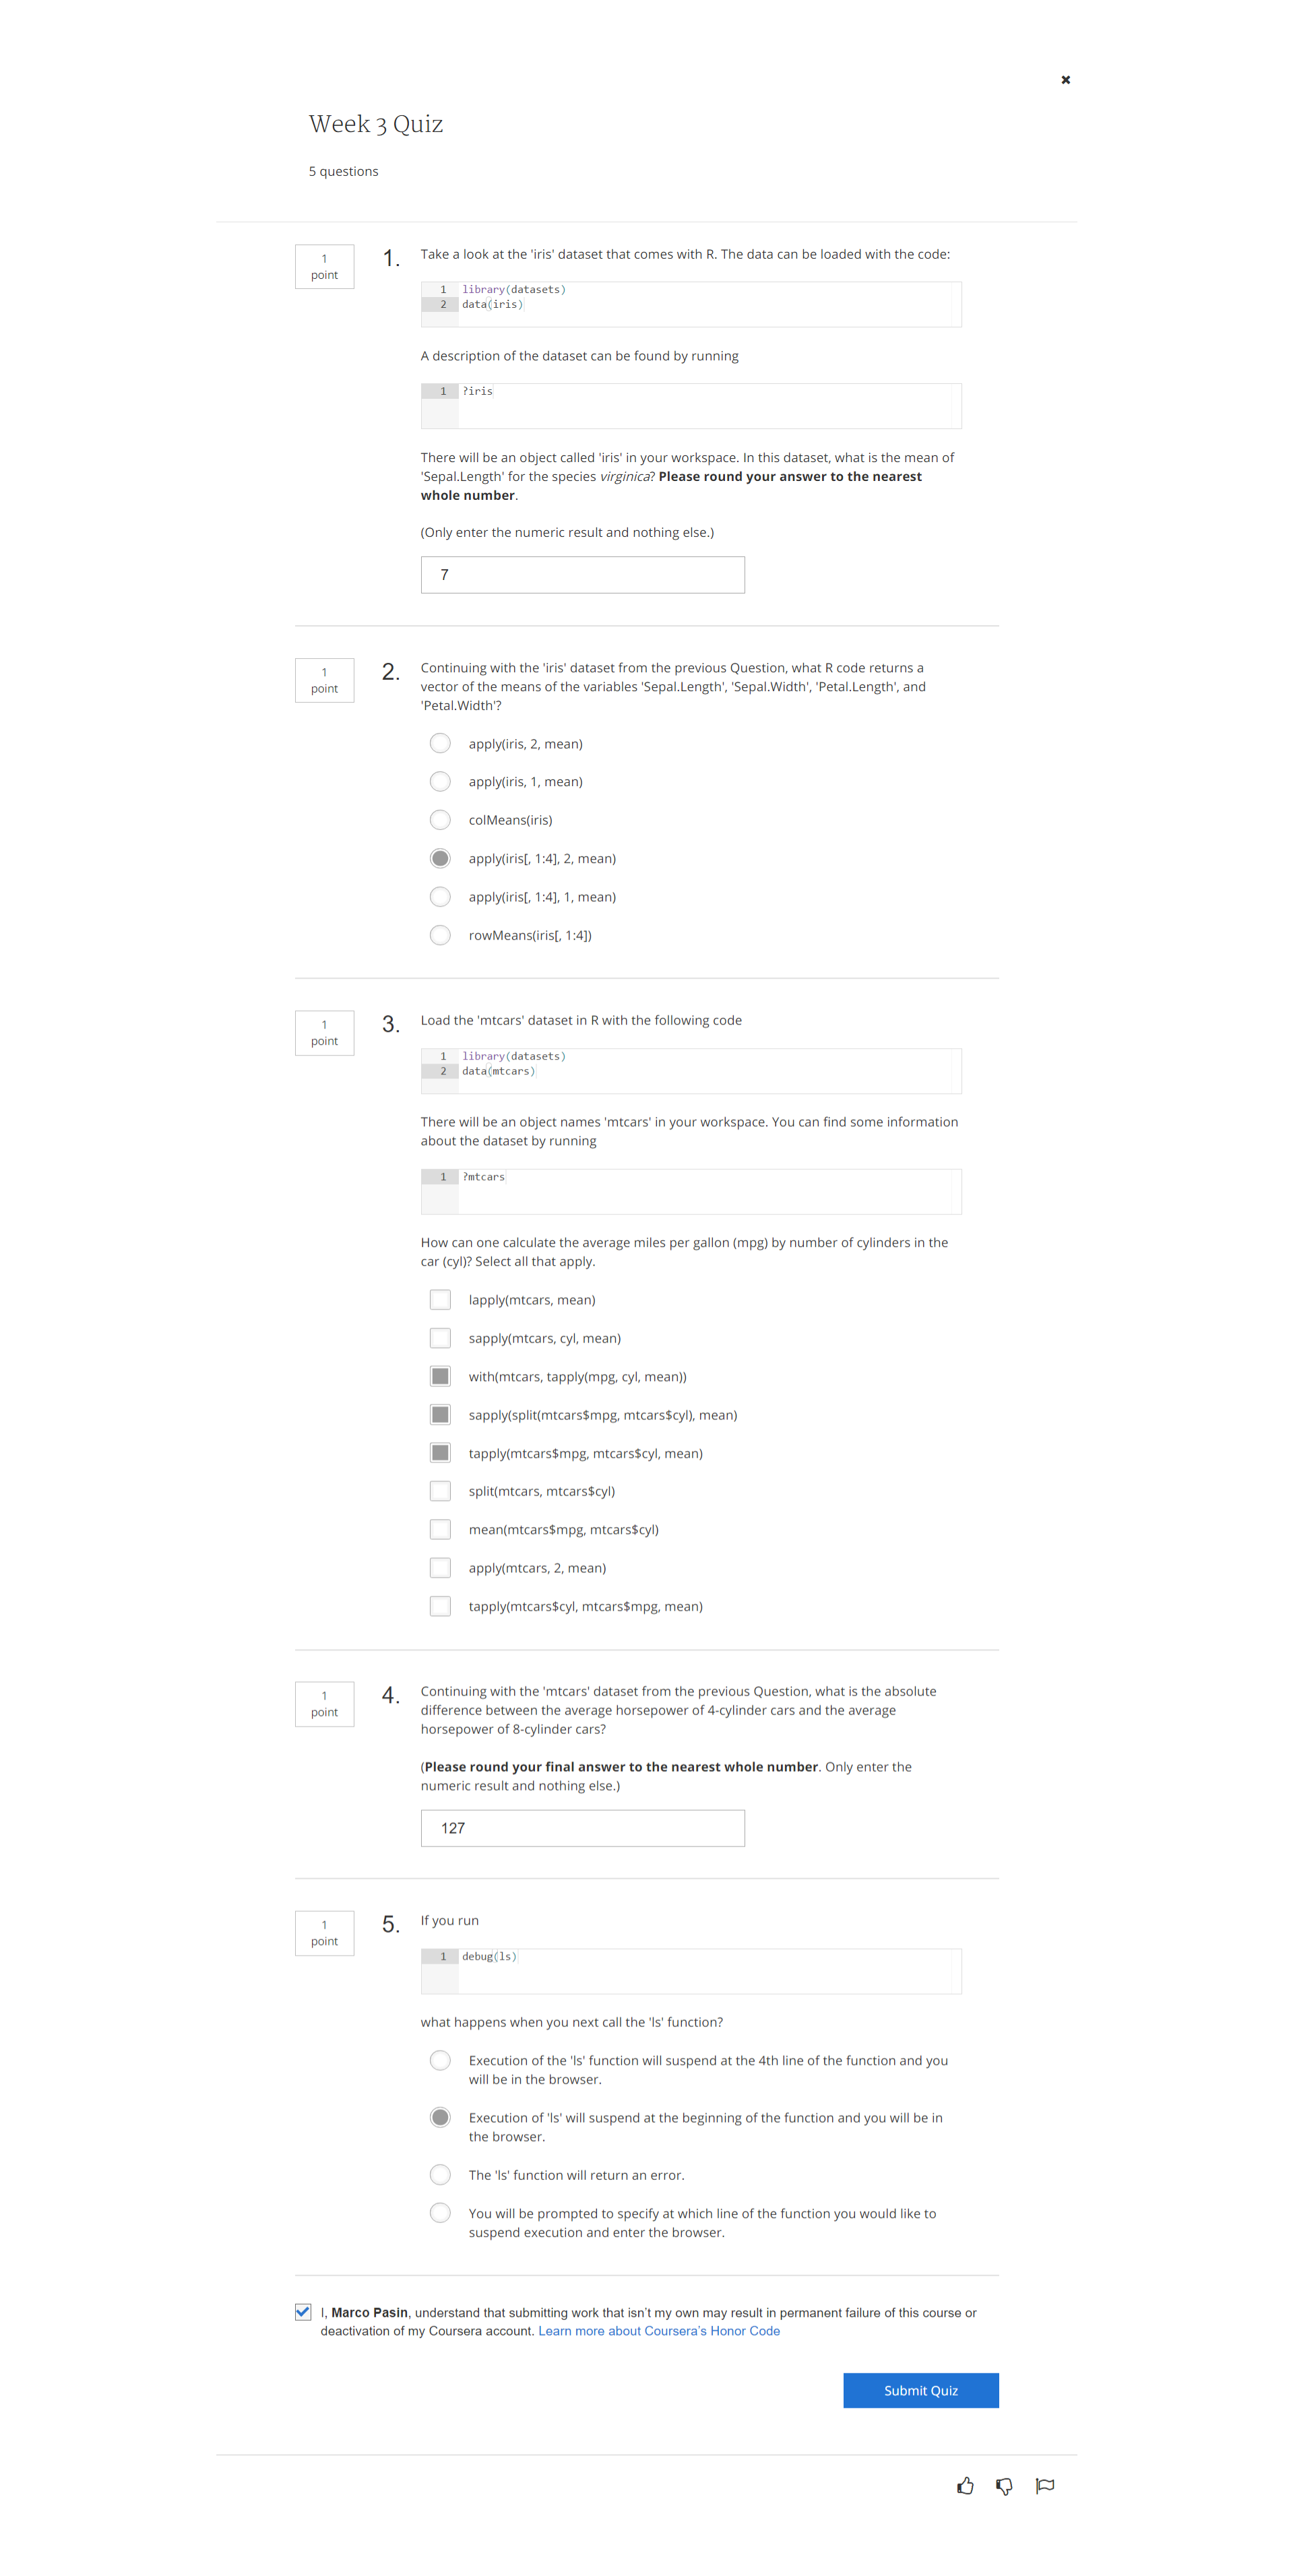 Week 3 Quiz
5 questions
1
point
1.
Take a look at the 'iris' dataset that comes with R. The data can be loaded with the code:
1 library(datasets)
2 data(iris)
A description of the dataset can be found by running
1 ?iris
There will be an object called 'iris' in your workspace. In this dataset, what is the mean of
'Sepal.Length' for the species virginica? Please round your answer to the nearest
whole number.
(Only enter the numeric result and nothing else.)
7
1
point
2.
Continuing with the 'iris' dataset from the previous Question, what R code returns a
vector of the means of the variables 'Sepal.Length', 'Sepal.Width', 'Petal.Length', and
'Petal.Width'?
apply(iris, 2, mean)
apply(iris, 1, mean)
colMeans(iris)
apply(iris[, 1:4], 2, mean)
apply(iris[, 1:4], 1, mean)
rowMeans(iris[, 1:4])
1
point
3.
Load the 'mtcars' dataset in R with the following code
1 library(datasets)
2 data(mtcars)
There will be an object names 'mtcars' in your workspace. You can find some information
about the dataset by running
1 ?mtcars
How can one calculate the average miles per gallon (mpg) by number of cylinders in the
car (cyl)? Select all that apply.
lapply(mtcars, mean)
sapply(mtcars, cyl, mean)
with(mtcars, tapply(mpg, cyl, mean))
sapply(split(mtcars$mpg, mtcars$cyl), mean)
tapply(mtcars$mpg, mtcars$cyl, mean)
split(mtcars, mtcars$cyl)
mean(mtcars$mpg, mtcars$cyl)
apply(mtcars, 2, mean)
tapply(mtcars$cyl, mtcars$mpg, mean)
1
point
4.
Continuing with the 'mtcars' dataset from the previous Question, what is the absolute
difference between the average horsepower of 4-cylinder cars and the average
horsepower of 8-cylinder cars?
(Please round your final answer to the nearest whole number. Only enter the
numeric result and nothing else.)
127
1
point
5.
If you run
1 debug(ls)
what happens when you next call the 'ls' function?
Execution of the 'ls' function will suspend at the 4th line of the function and you
will be in the browser.
Execution of 'ls' will suspend at the beginning of the function and you will be in
the browser.
The 'ls' function will return an error.
You will be prompted to specify at which line of the function you would like to
suspend execution and enter the browser.
I, Marco Pasin, understand that submitting work that isn't my own may result in permanent failure of this course or
deactivation of my Coursera account. Learn more about Coursera's Honor Code
Submit Quiz